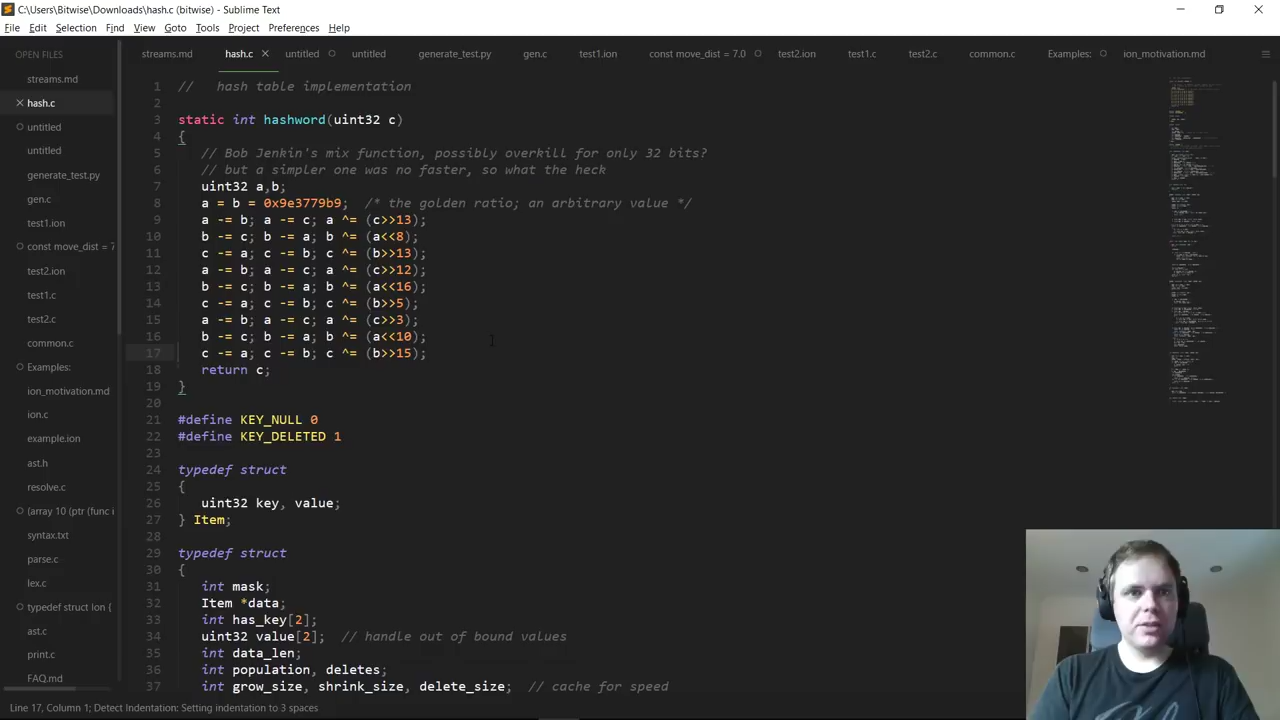 C:\Users\Bitwise\Downloads\hash.c (bitwise) - Sublime Text
File Edit Selection Find View Goto Tools Project Preferences Help
OPEN FILES
streams.md
hash.c
untitled
untitled
generate_test.py
gen.c
test1.ion
const move_dist = 7
test2.ion
test1.c
test2.c
common.c
Examples:
ion_motivation.md
ion.c
example.ion
ast.h
resolve.c
(array 10 (ptr (func i
syntax.txt
parse.c
lex.c
typedef struct Ion {
ast.c
print.c
FAQ.md
streams.md hash.c untitled untitled generate_test.py gen.c test1.ion const move_dist = 7.0 test2.ion test1.c test2.c common.c Examples: ion_motivation.md
1 //   hash table implementation
2
3 static int hashword(uint32 c)
4 {
5    // Bob Jenkin's mix function, possibly overkill for only 32 bits?
6    // but a simpler one was no faster, so what the heck
7    uint32 a,b;
8    a = b = 0x9e3779b9;  /* the golden ratio; an arbitrary value */
9    a -= b; a -= c; a ^= (c>>13);
10    b -= c; b -= a; b ^= (a<<8);
11    c -= a; c -= b; c ^= (b>>13);
12    a -= b; a -= c; a ^= (c>>12);
13    b -= c; b -= a; b ^= (a<<16);
14    c -= a; c -= b; c ^= (b>>5);
15    a -= b; a -= c; a ^= (c>>3);
16    b -= c; b -= a; b ^= (a<<10);
17    c -= a; c -= b; c ^= (b>>15);
18    return c;
19 }
20
21 #define KEY_NULL 0
22 #define KEY_DELETED 1
23
24 typedef struct
25 {
26    uint32 key, value;
27 } Item;
28
29 typedef struct
30 {
31    int mask;
32    Item *data;
33    int has_key[2];
34    uint32 value[2];  // handle out of bound values
35    int data_len;
36    int population, deletes;
37    int grow_size, shrink_size, delete_size;  // cache for speed
Line 17, Column 1; Detect Indentation: Setting indentation to 3 spaces